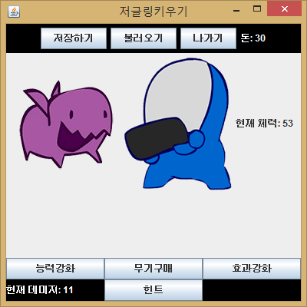 저글링키우기
저장하기 불러오기 나가기 돈: 30
현재 체력: 53
능력강화 무기구매 효과강화
현재 데미지: 11 힌트